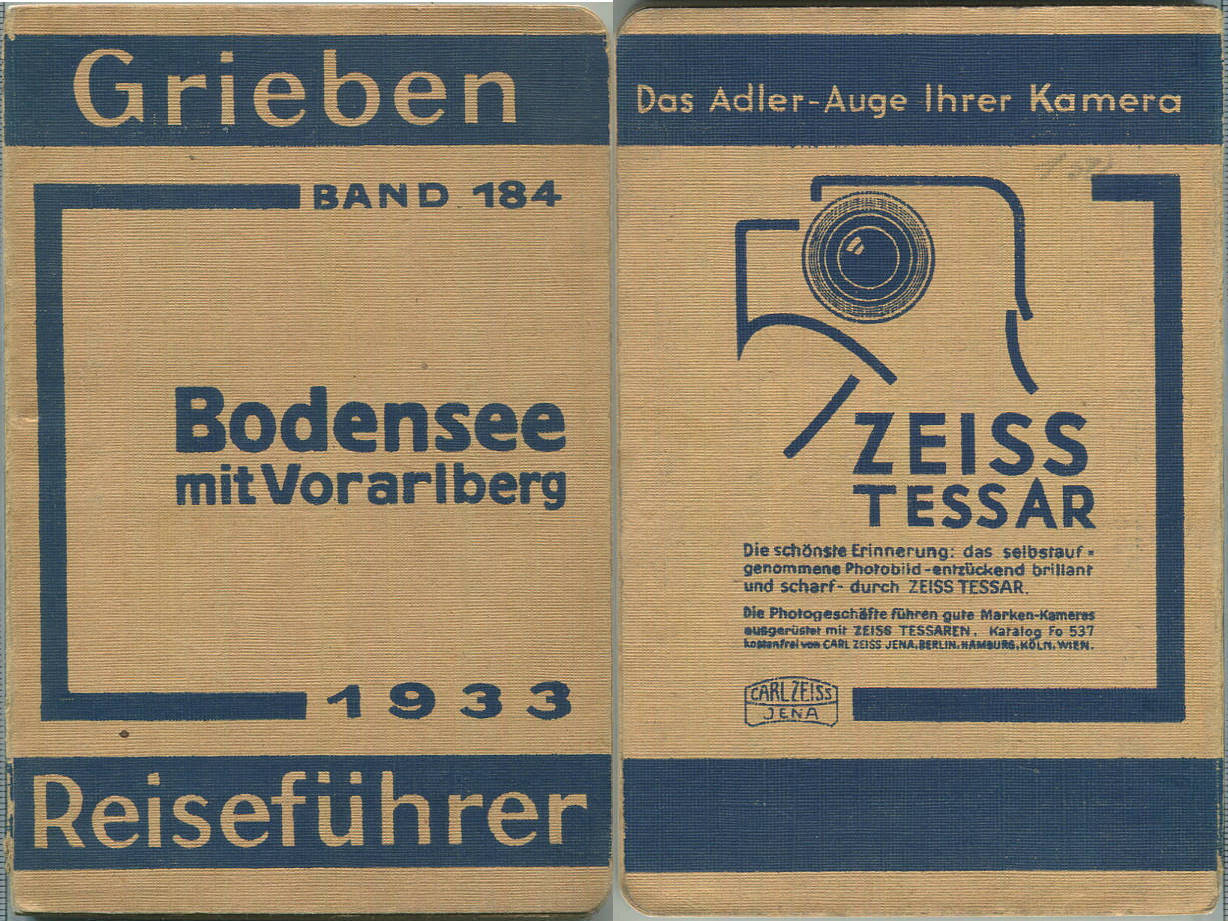 Grieben
BAND 184
Bodensee
mit Vorarlberg
1933
Reiseführer
Das Adler-Auge Ihrer Kamera
ZEISS
TESSAR
Die schönste Erinnerung: das selbstauf=
genommene Photobild-entzückend brillant
und scharf- durch ZEISS TESSAR.
Die Photogeschäfte führen gute Marken-Kameras
ausgerüstet mit ZEISS TESSAREN. Katalog Fo 537
kostenfrei von CARL ZEISS JENA, BERLIN, HAMBURG, KÖLN, WIEN.
CARL ZEISS
JENA